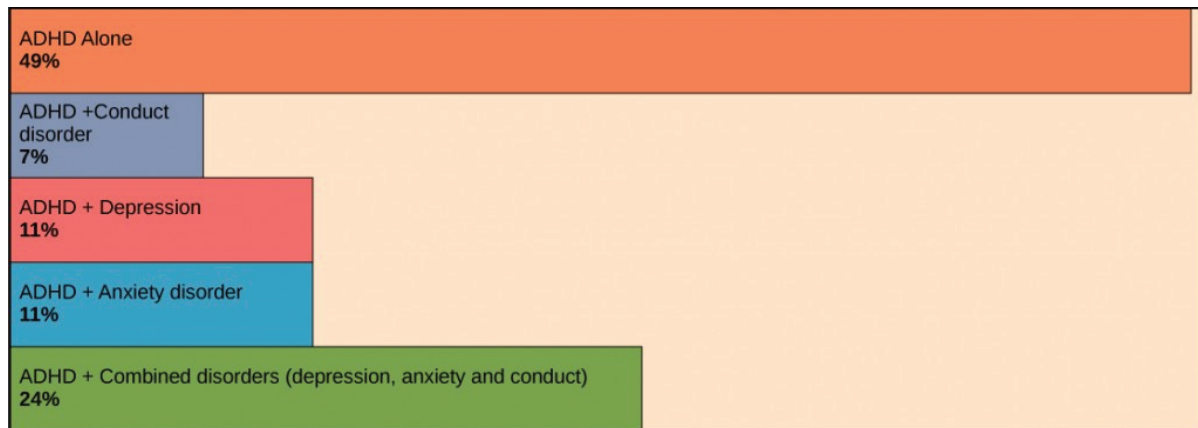 ADHD Alone
49%
ADHD +Conduct
disorder
7%
ADHD + Depression
11%
ADHD + Anxiety disorder
11%
ADHD + Combined disorders (depression, anxiety and conduct)
24%